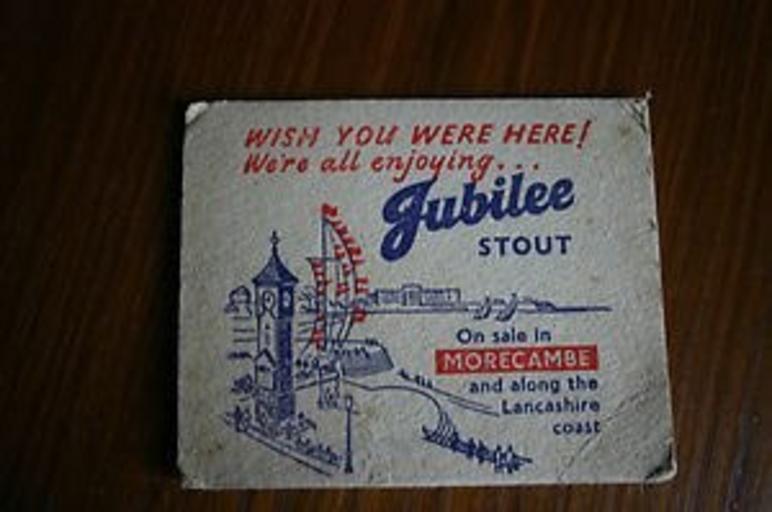 WISH YOU WERE HERE!
We're all enjoying...
Jubilee
STOUT
On sale in
MORECAMBE
and along the
Lancashire
coast